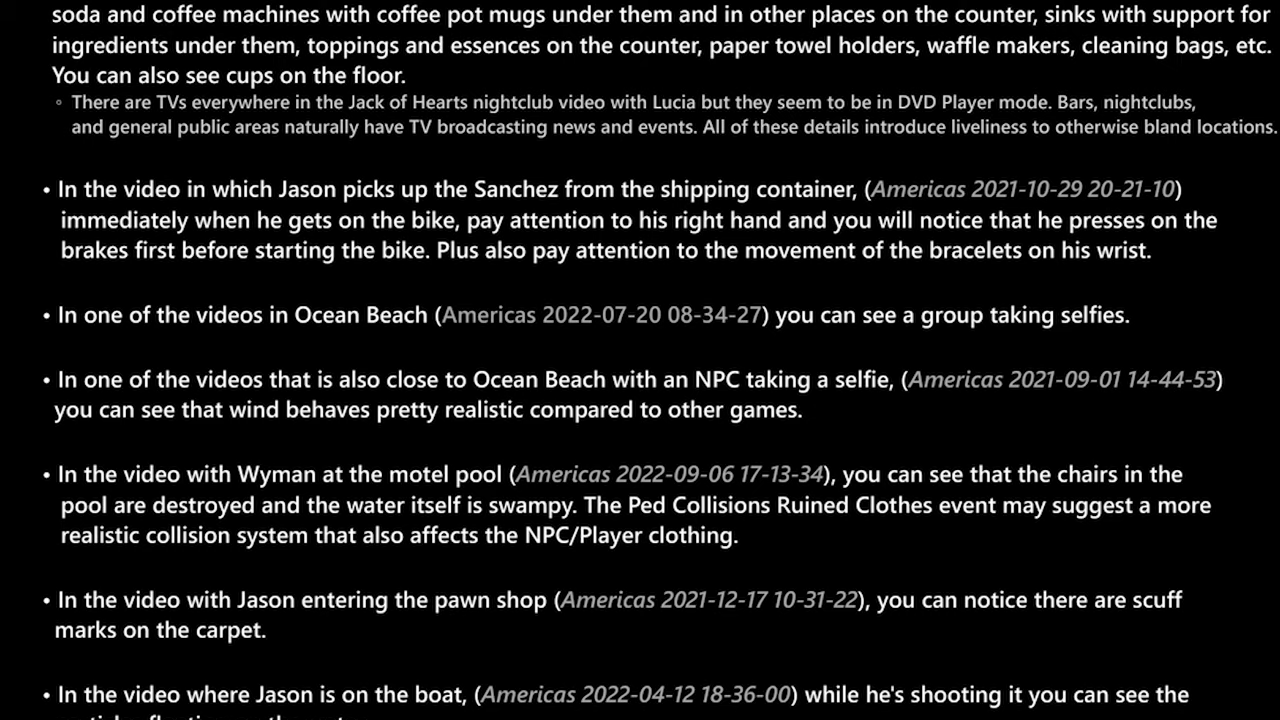 soda and coffee machines with coffee pot mugs under them and in other places on the counter, sinks with support for
ingredients under them, toppings and essences on the counter, paper towel holders, waffle makers, cleaning bags, etc.
You can also see cups on the floor.
◦ There are TVs everywhere in the Jack of Hearts nightclub video with Lucia but they seem to be in DVD Player mode. Bars, nightclubs,
and general public areas naturally have TV broadcasting news and events. All of these details introduce liveliness to otherwise bland locations.
• In the video in which Jason picks up the Sanchez from the shipping container, (Americas 2021-10-29 20-21-10)
immediately when he gets on the bike, pay attention to his right hand and you will notice that he presses on the
brakes first before starting the bike. Plus also pay attention to the movement of the bracelets on his wrist.
• In one of the videos in Ocean Beach (Americas 2022-07-20 08-34-27) you can see a group taking selfies.
• In one of the videos that is also close to Ocean Beach with an NPC taking a selfie, (Americas 2021-09-01 14-44-53)
you can see that wind behaves pretty realistic compared to other games.
• In the video with Wyman at the motel pool (Americas 2022-09-06 17-13-34), you can see that the chairs in the
pool are destroyed and the water itself is swampy. The Ped Collisions Ruined Clothes event may suggest a more
realistic collision system that also affects the NPC/Player clothing.
• In the video with Jason entering the pawn shop (Americas 2021-12-17 10-31-22), you can notice there are scuff
marks on the carpet.
• In the video where Jason is on the boat, (Americas 2022-04-12 18-36-00) while he's shooting it you can see the